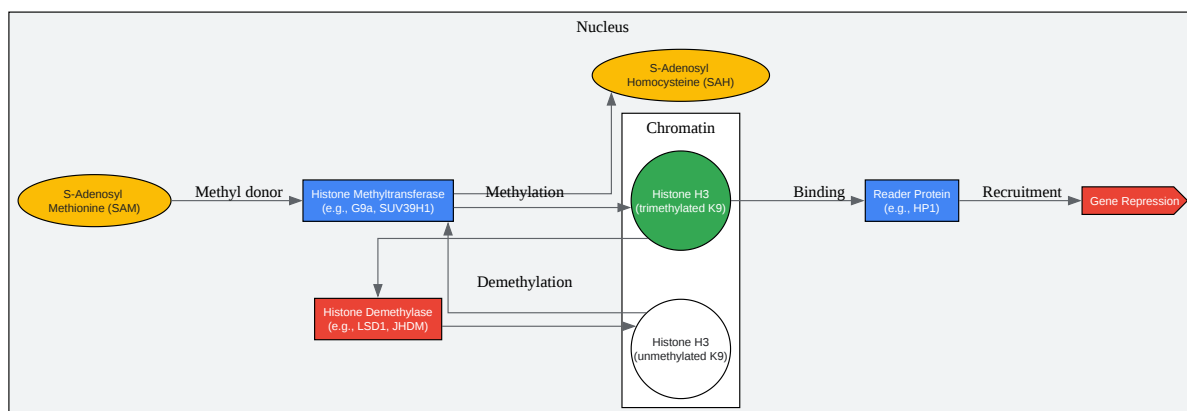 Nucleus
S-Adenosyl
Homocysteine (SAH)
Chromatin
S-Adenosyl
Methionine (SAM)
Methyl donor
Histone Methyltransferase
(e.g., G9a, SUV39H1)
Methylation
Histone H3
(trimethylated K9)
Binding
Reader Protein
(e.g., HP1)
Recruitment
Gene Repression
Demethylation
Histone Demethylase
(e.g., LSD1, JHDM)
Histone H3
(unmethylated K9)